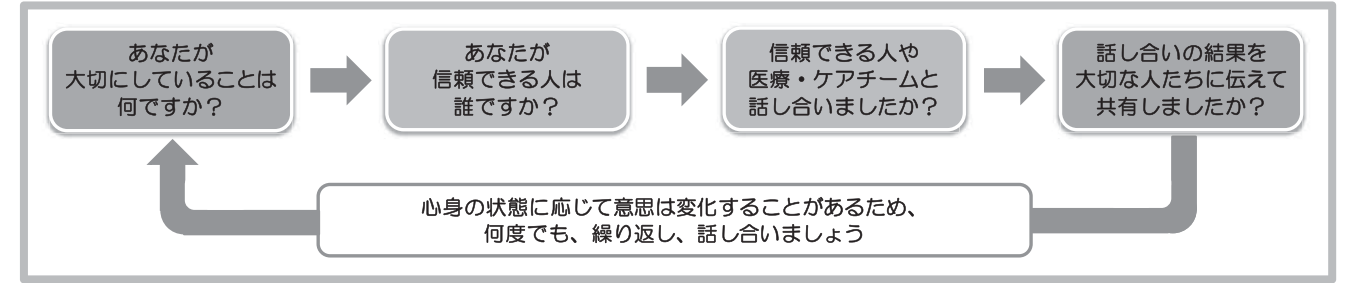 あなたが
大切にしていることは
何ですか？
あなたが
信頼できる人は
誰ですか？
信頼できる人や
医療・ケアチームと
話し合いましたか？
話し合いの結果を
大切な人たちに伝えて
共有しましたか？
心身の状態に応じて意思は変化することがあるため、
何度でも、繰り返し、話し合いましょう